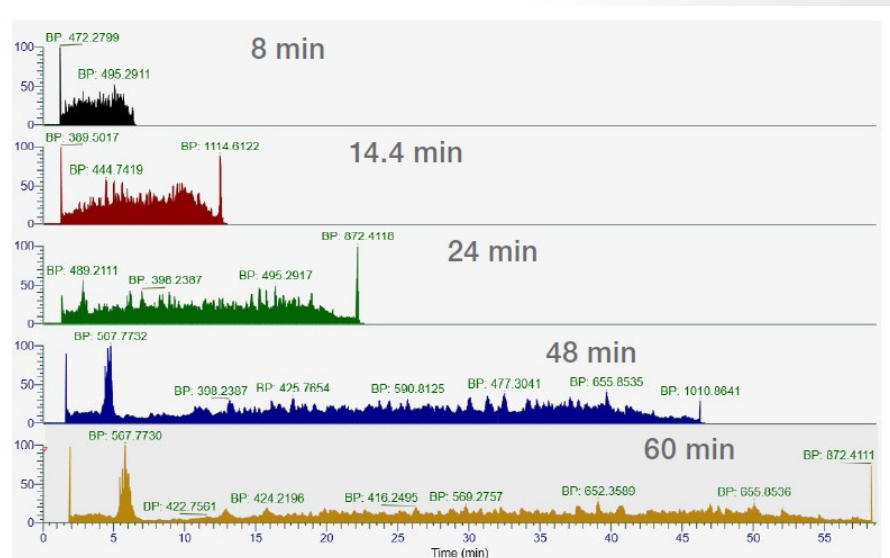 BP: 472.2799
8 min
100
BP: 495.2911
50
0
BP: 389.5017
100
BP: 1114.6122
14.4 min
BP: 444.7419
50
0
BP: 872.4118
100
24 min
BP: 489.2111
BP: 398.2387
BP: 495.2917
50
0
BP: 507.7732
100
48 min
50
BP: 398.2387
BP: 425.7654
BP: 590.8125
BP: 477.3041
BP: 655.8535
BP: 1010.8641
0
BP: 507.7730
100
60 min
BP: 872.4111
50
BP: 422.7561
BP: 424.2196
BP: 416.2495
BP: 569.2757
BP: 652.3589
BP: 655.8536
0
0 5 10 15 20 25 30 35 40 45 50 55
Time (min)